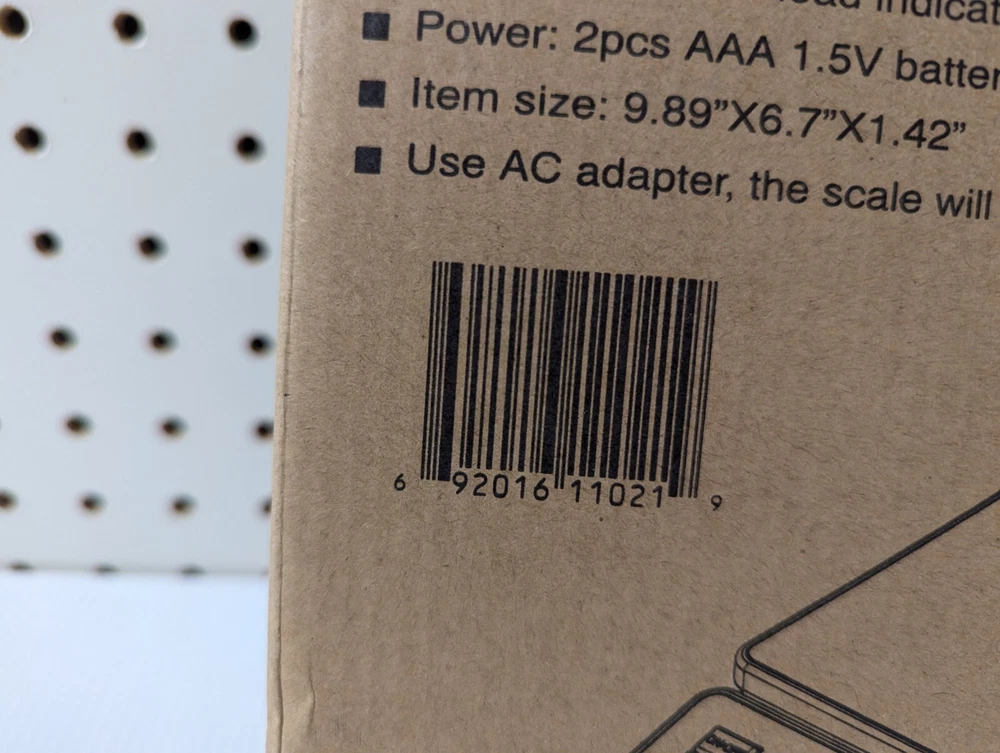 indicat
Power: 2pcs AAA 1.5V batter
Item size: 9.89”X6.7”X1.42”
Use AC adapter, the scale will
6 92016 11021 9